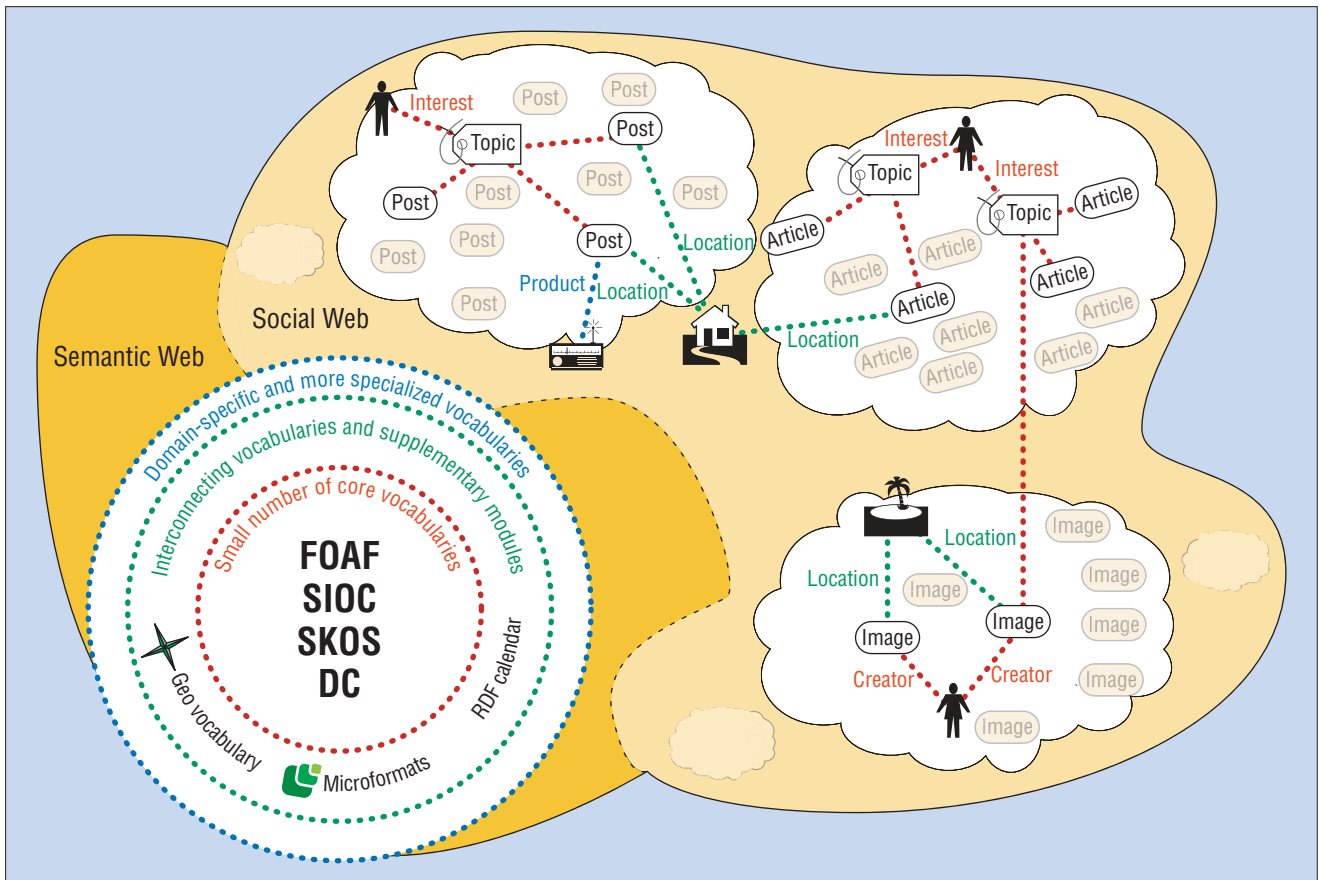 Interest
Topic
Post
Post
Post
Post
Post
Post
Post
Post
Post
Post
Post
Product
Location
Location
Interest
Interest
Topic
Topic
Article
Article
Article
Article
Article
Article
Article
Article
Article
Article
Article
Location
Social Web
Semantic Web
Domain-specific and more specialized vocabularies
Interconnecting vocabularies and supplementary modules
Small number of core vocabularies
FOAF
SIOC
SKOS
DC
Geo vocabulary
Microformats
RDF calendar
Location
Location
Image
Image
Image
Image
Image
Image
Image
Image
Creator
Creator